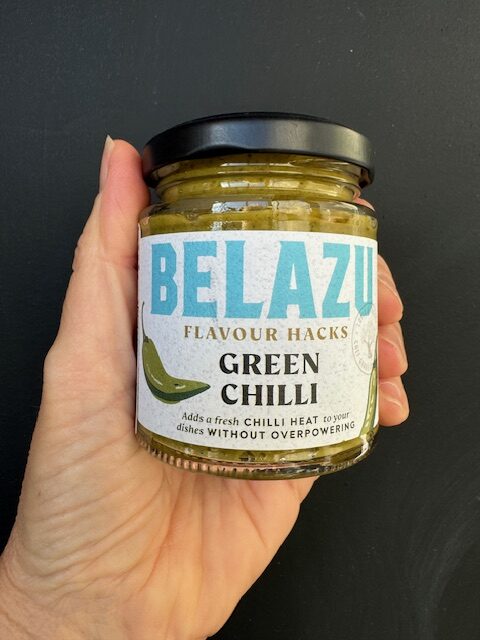 BELAZU
FLAVOUR HACKS
GREEN
CHILLI
Adds a fresh CHILLI HEAT to your
dishes WITHOUT OVERPOWERING